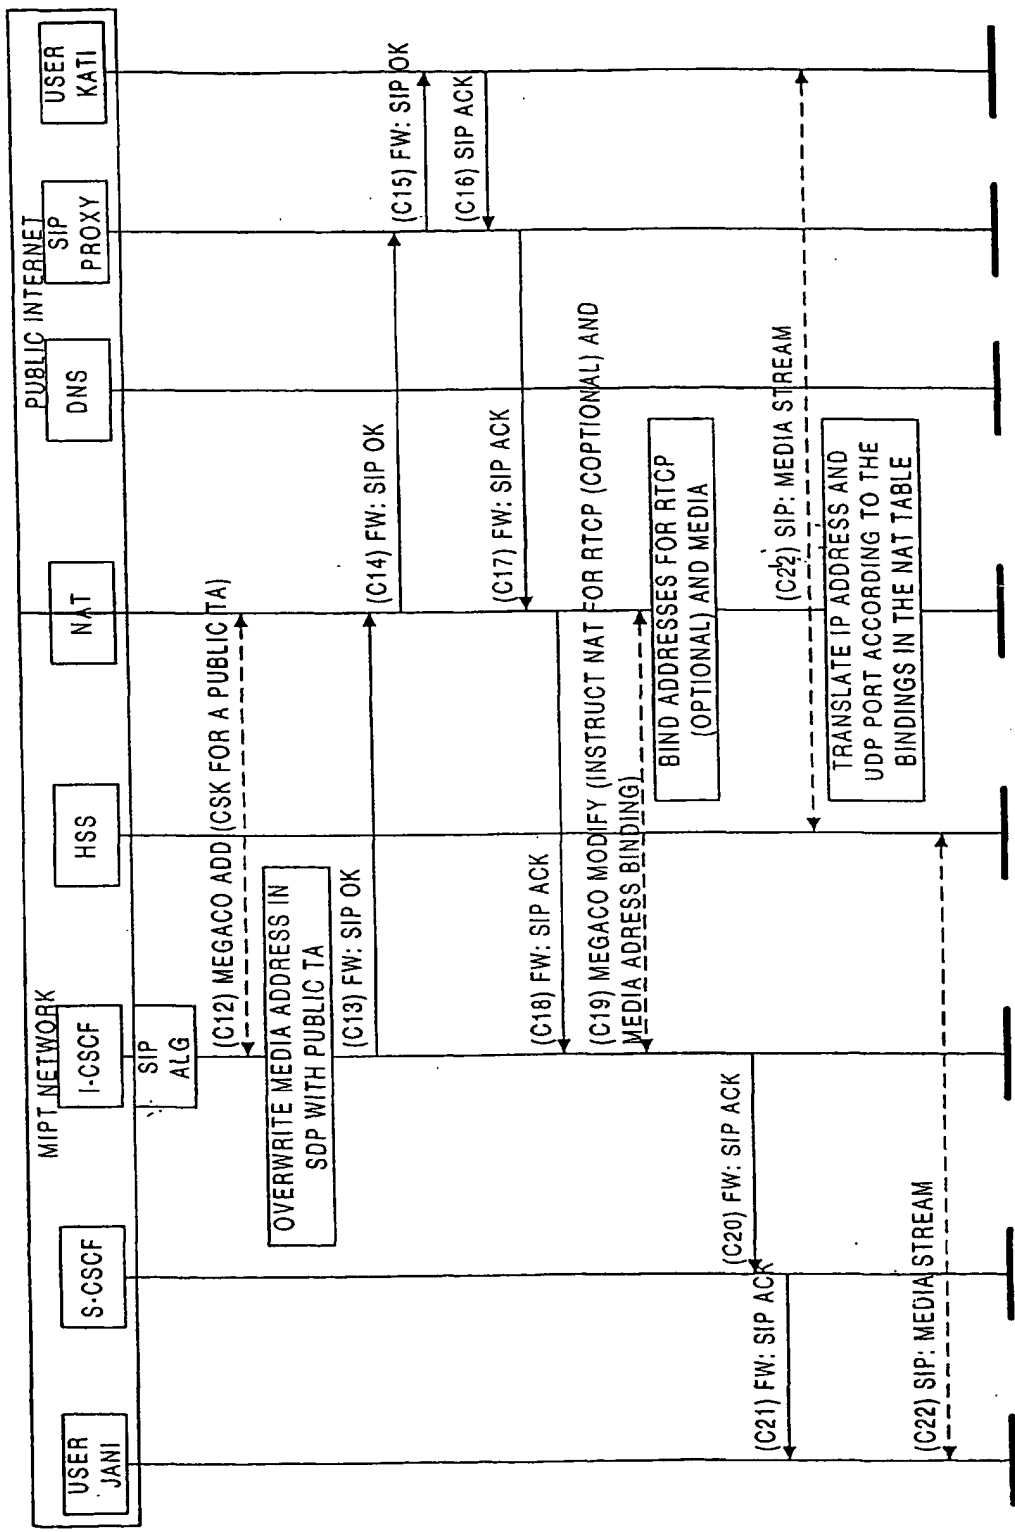 MIPT NETWORK
PUBLIC INTERNET
USER
JANI
S-CSCF
I-CSCF
SIP
ALG
HSS
NAT
DNS
SIP
PROXY
USER
KATI
(C12) MEGACO ADD (CSK FOR A PUBLIC TA)
OVERWRITE MEDIA ADDRESS IN
SDP WITH PUBLIC TA
(C13) FW: SIP OK
(C14) FW: SIP OK
(C15) FW: SIP OK
(C16) SIP ACK
(C17) FW: SIP ACK
(C18) FW: SIP ACK
(C19) MEGACO MODIFY (INSTRUCT NAT FOR RTCP (COPTIONAL) AND
MEDIA ADRESS BINDING)
BIND ADDRESSES FOR RTCP
(OPTIONAL) AND MEDIA
(C20) FW: SIP ACK
(C21) FW: SIP ACK
(C22) SIP: MEDIA STREAM
TRANSLATE IP ADDRESS AND
UDP PORT ACCORDING TO THE
BINDINGS IN THE NAT TABLE
(C22) SIP: MEDIA STREAM